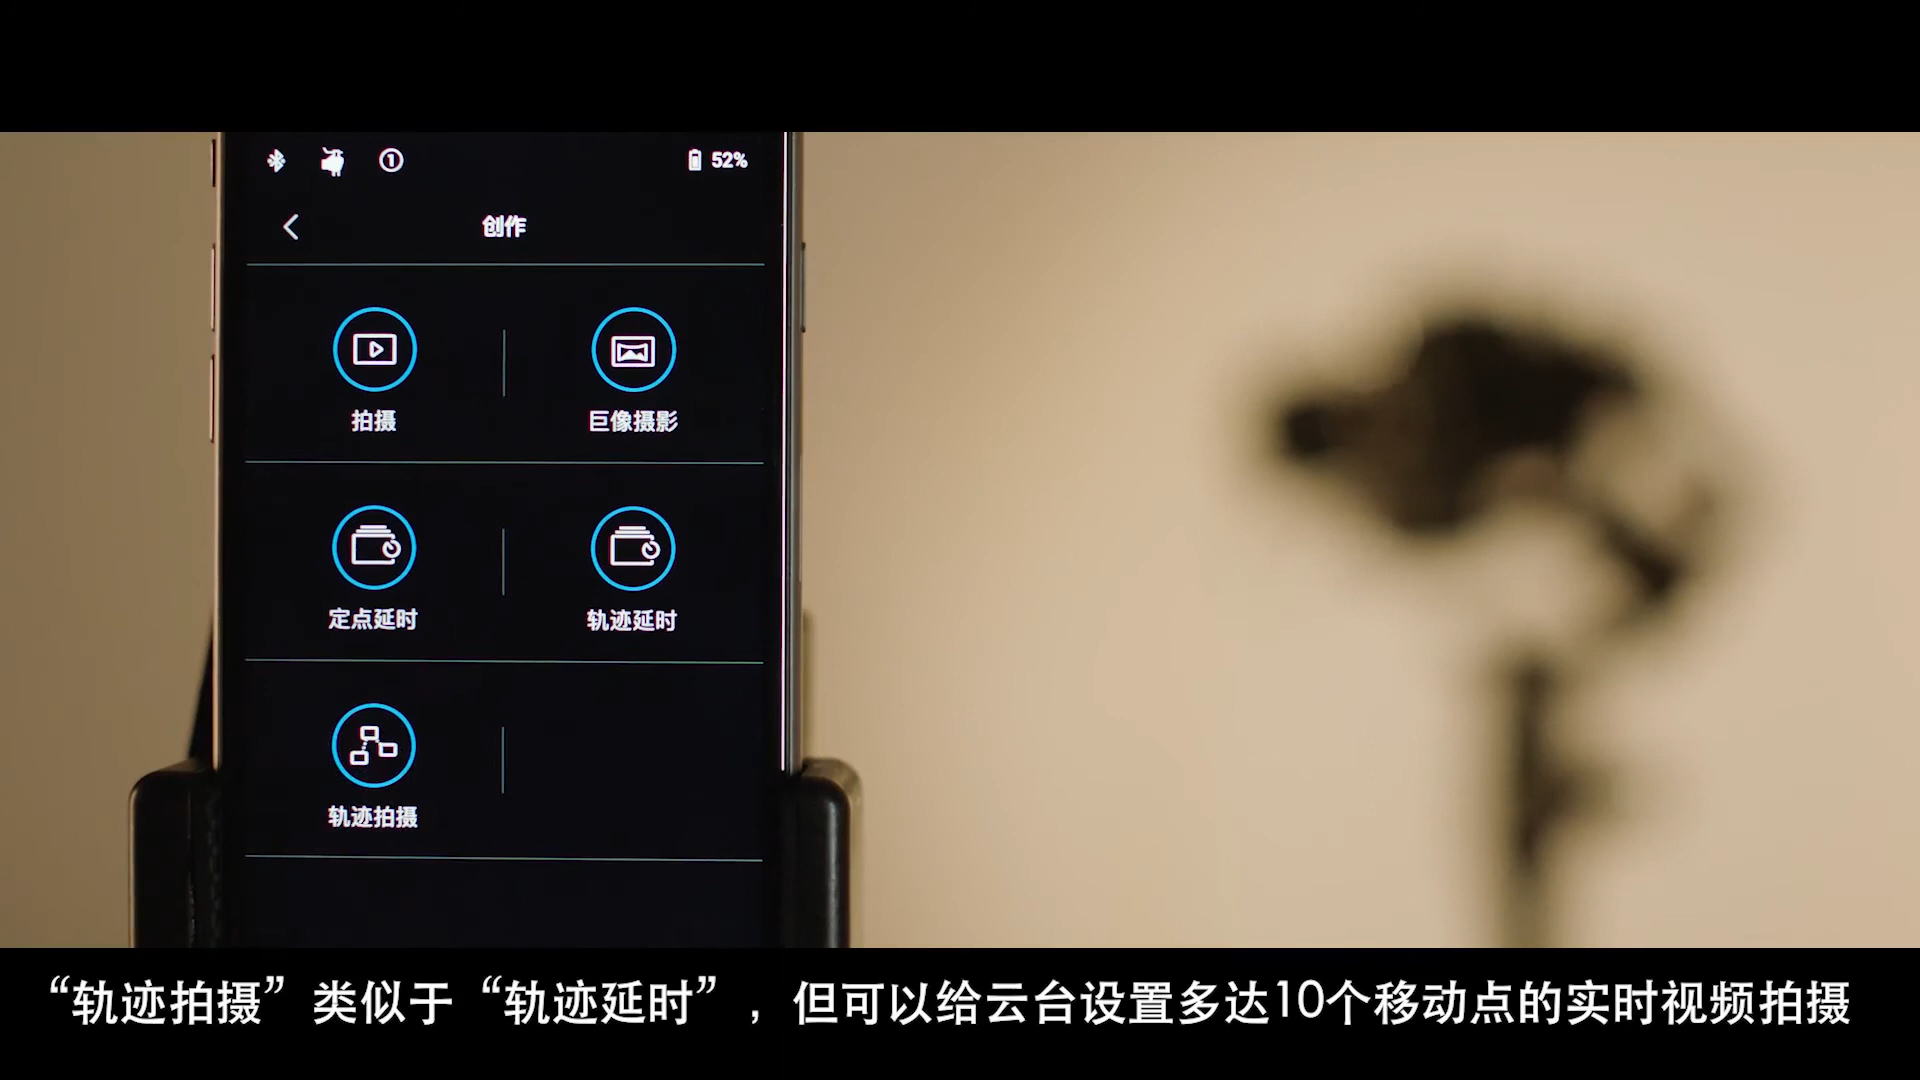 ① 52%
创作
拍摄 巨像摄影
定点延时 轨迹延时
轨迹拍摄
“轨迹拍摄”类似于“轨迹延时”，但可以给云台设置多达10个移动点的实时视频拍摄